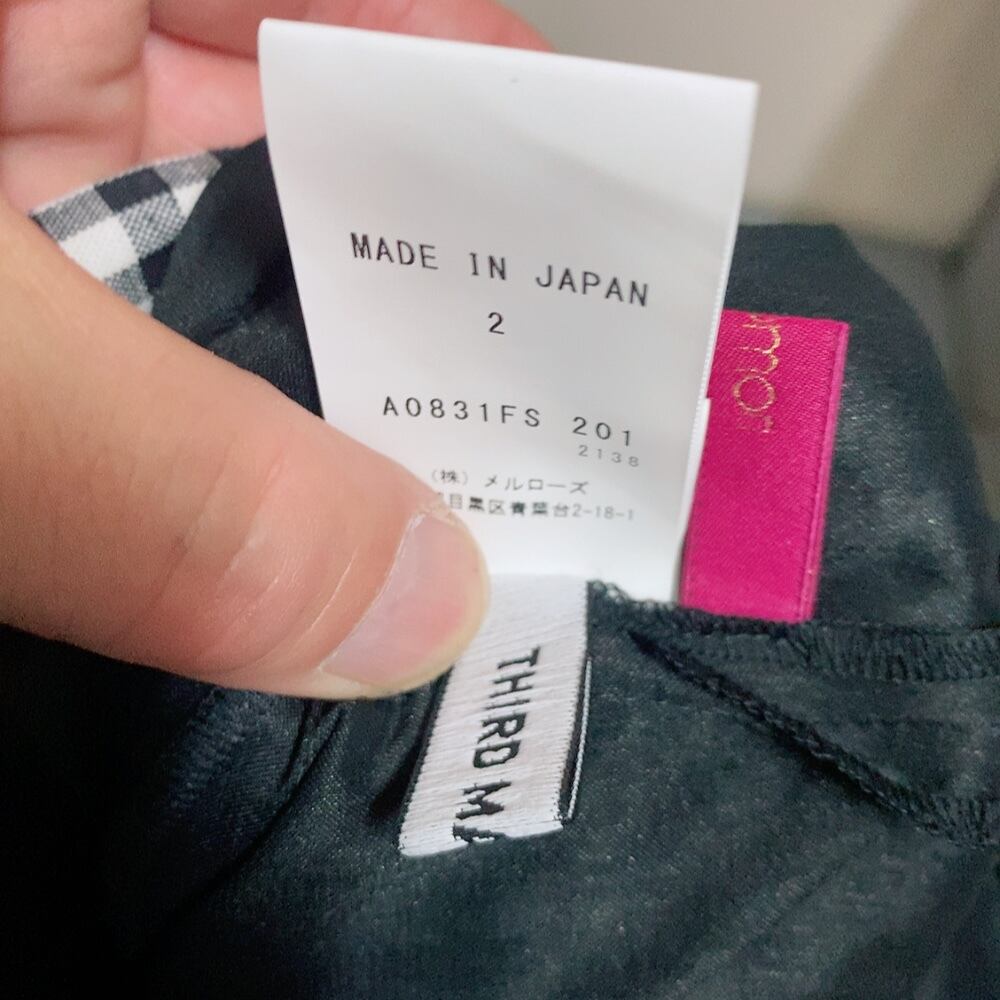 MADE IN JAPAN
2
A0831FS 201
2138
(株) メルローズ
目黒区青葉台2-18-1
THIRD MA